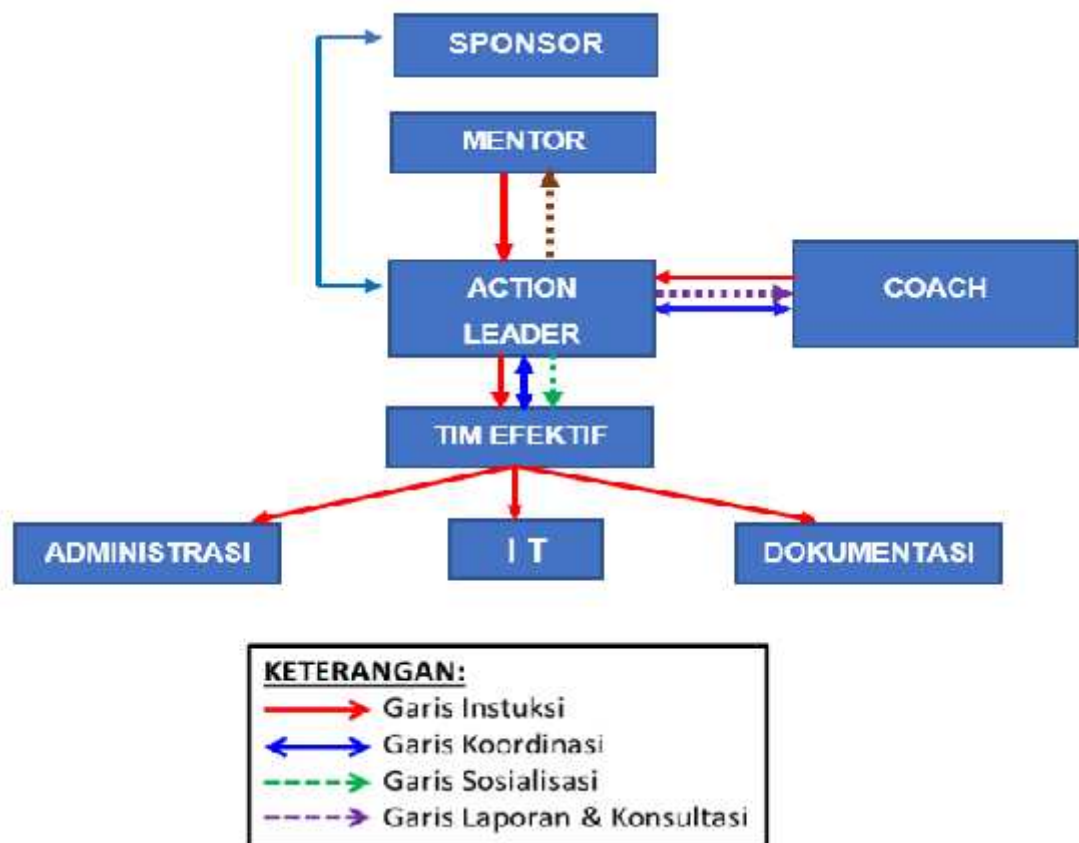 SPONSOR
MENTOR
ACTION
LEADER
COACH
TIM EFEKTIF
ADMINISTRASI
I T
DOKUMENTASI
KETERANGAN:
Garis Instuksi
Garis Koordinasi
Garis Sosialisasi
Garis Laporan & Konsultasi